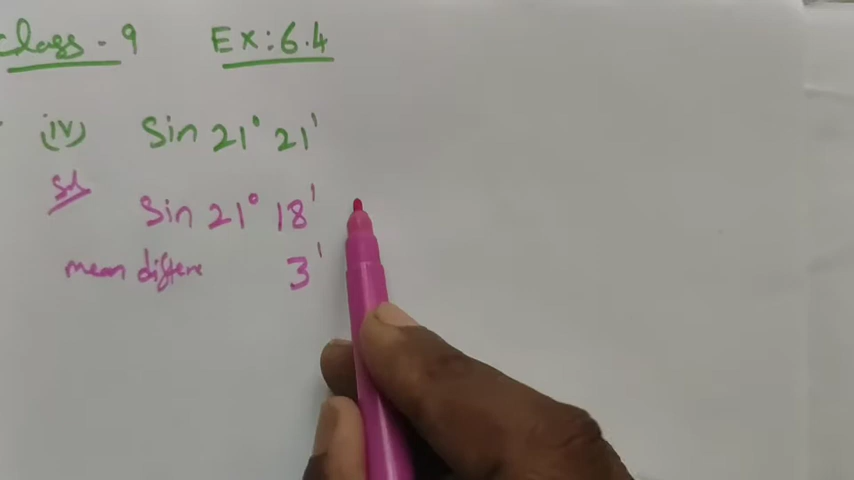 Class - 9 Ex: 6.4
(iv) Sin 21° 21'
Sol
Sin 21° 18'
mean differe 3'